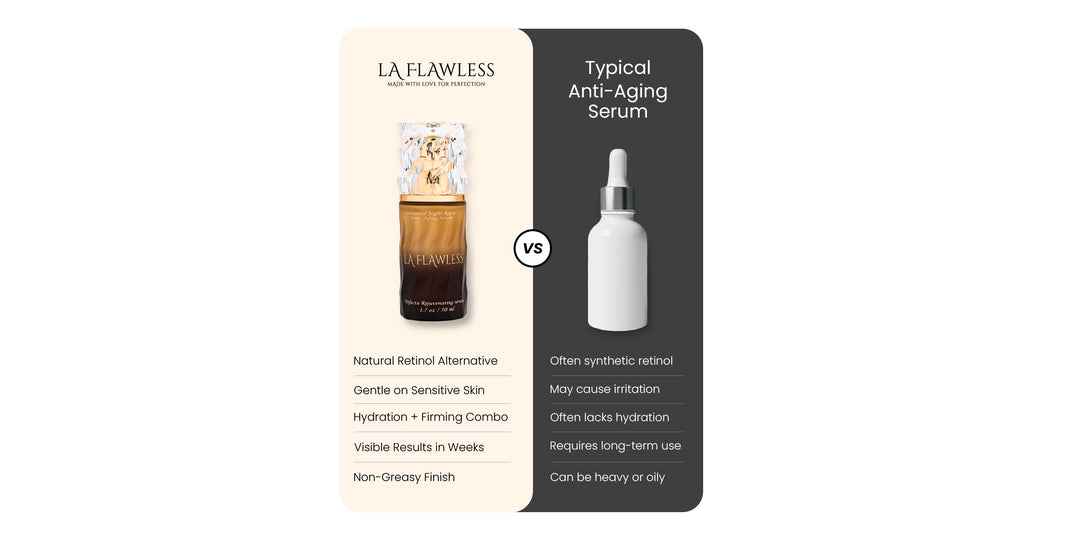 LA FLAWLESS
MADE WITH LOVE FOR PERFECTION
Typical
Anti-Aging
Serum
Advanced Night Repair
Anti-Aging Serum
LA FLAWLESS
Trifecta Rejuvenating serum
1.7 oz / 50 ml
VS
Natural Retinol Alternative
Gentle on Sensitive Skin
Hydration + Firming Combo
Visible Results in Weeks
Non-Greasy Finish
Often synthetic retinol
May cause irritation
Often lacks hydration
Requires long-term use
Can be heavy or oily